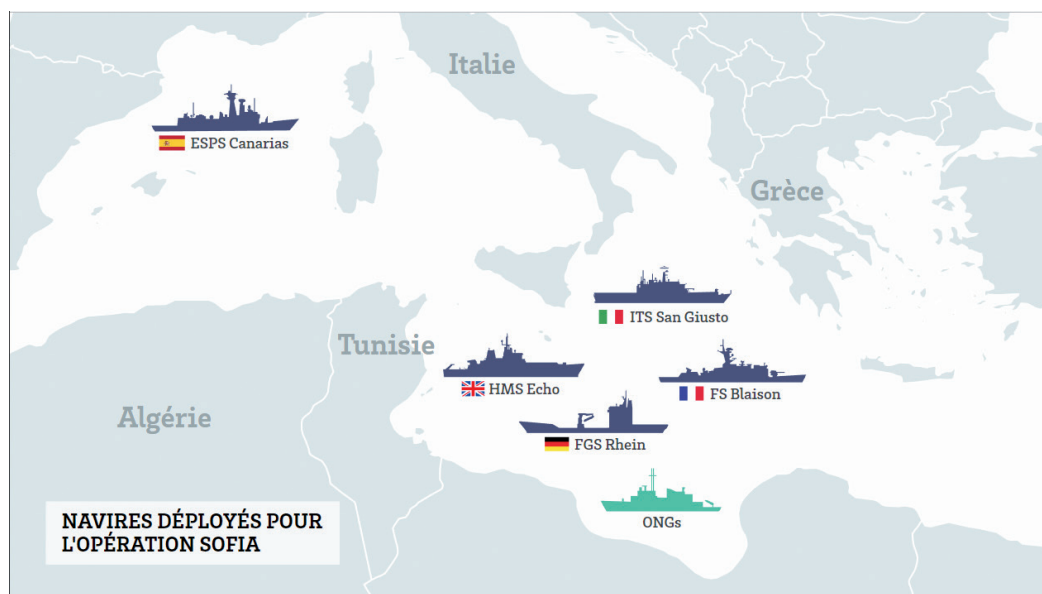 Italie
ESPS Canarias
Grèce
ITS San Giusto
Tunisie
HMS Echo
FS Blaison
Algérie
FGS Rhein
ONGs
NAVIRES DÉPLOYÉS POUR
L'OPÉRATION SOFIA